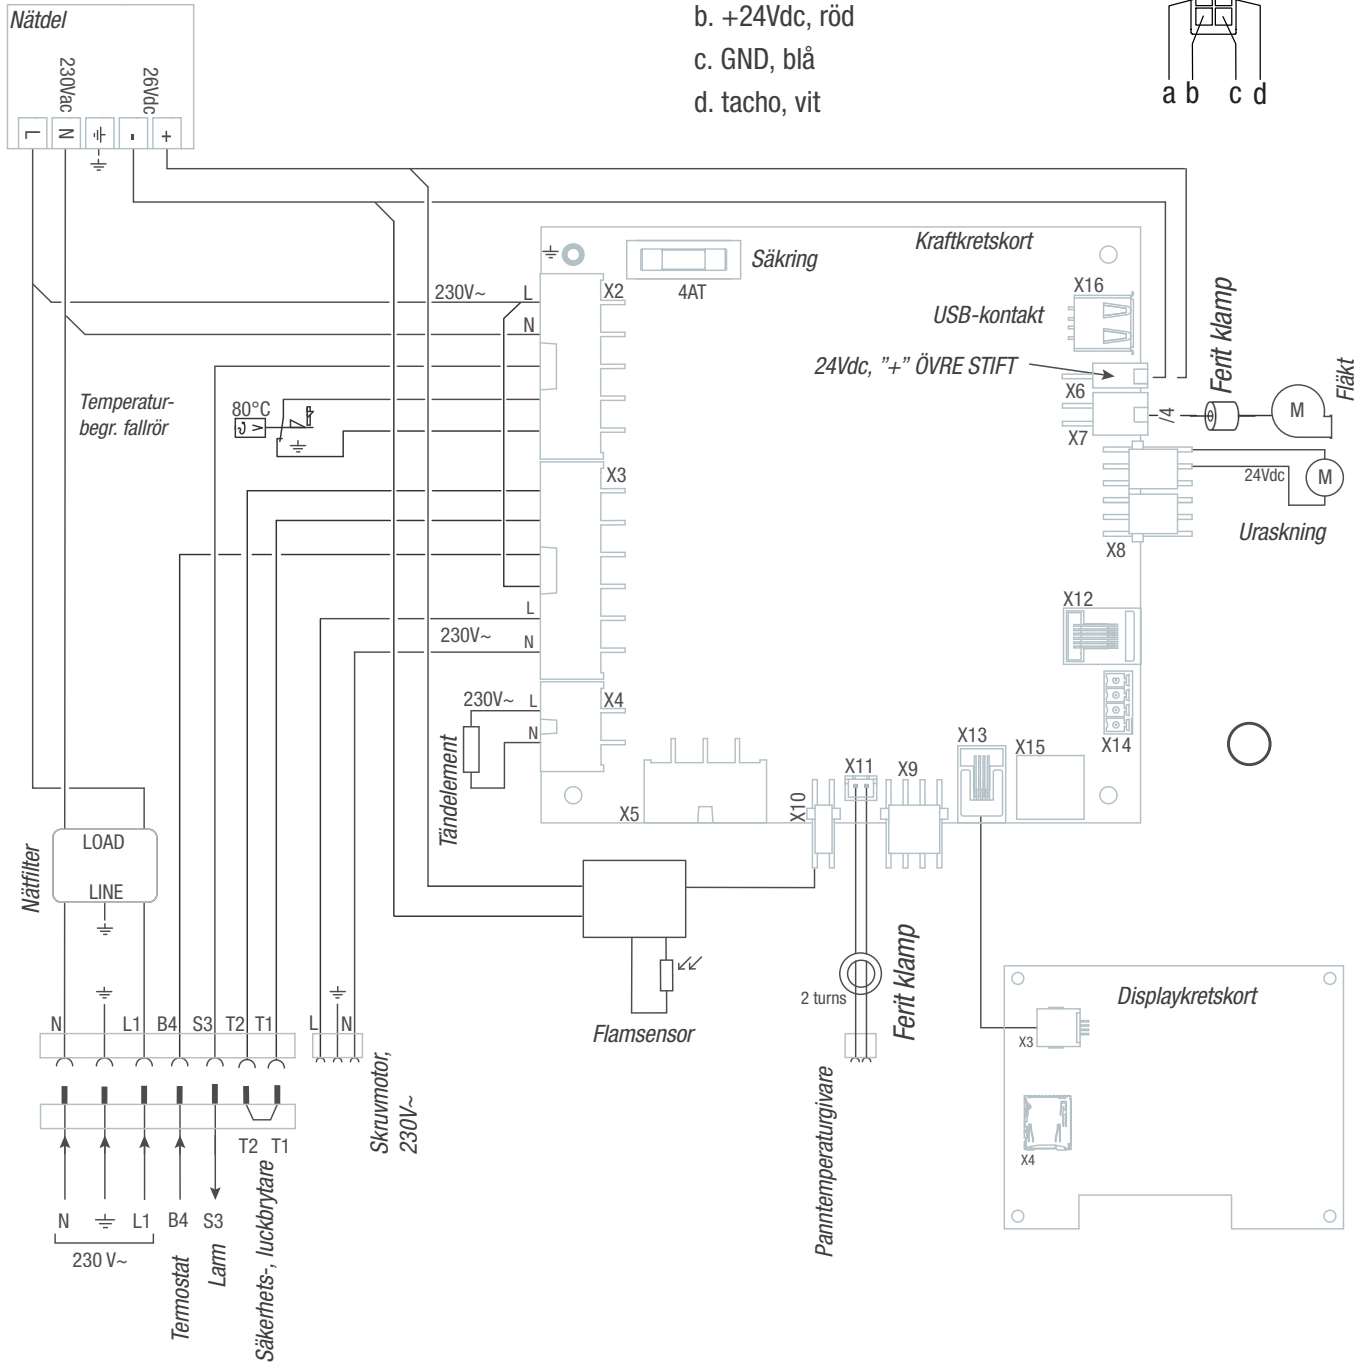 Nätdel
230Vac
26Vdc
L
N
-
+
b. +24Vdc, röd
c. GND, blå
d. tacho, vit
a
b
c
d
Kraftkretskort
Säkring
4AT
230V~
L
X2
N
X16
USB-kontakt
24Vdc, "+" ÖVRE STIFT
X6
X7
/4
Ferit klamp
M
Fläkt
24Vdc
M
Uraskning
X8
Temperatur-
begr. fallrör
80°C
X3
L
230V~
N
X12
230V~
L
X4
N
Tändelement
X14
X13
X15
X11
X9
X10
X5
LOAD
LINE
Nätfilter
2 turns
Ferit klamp
Flamsensor
Panntemperaturgivare
Displaykretskort
X3
X4
N
L1
B4
S3
T2
T1
L
N
Skruvmotor,
230V~
T2
T1
N
L1
B4
S3
230 V~
Termostat
Larm
Säkerhets-, luckbrytare